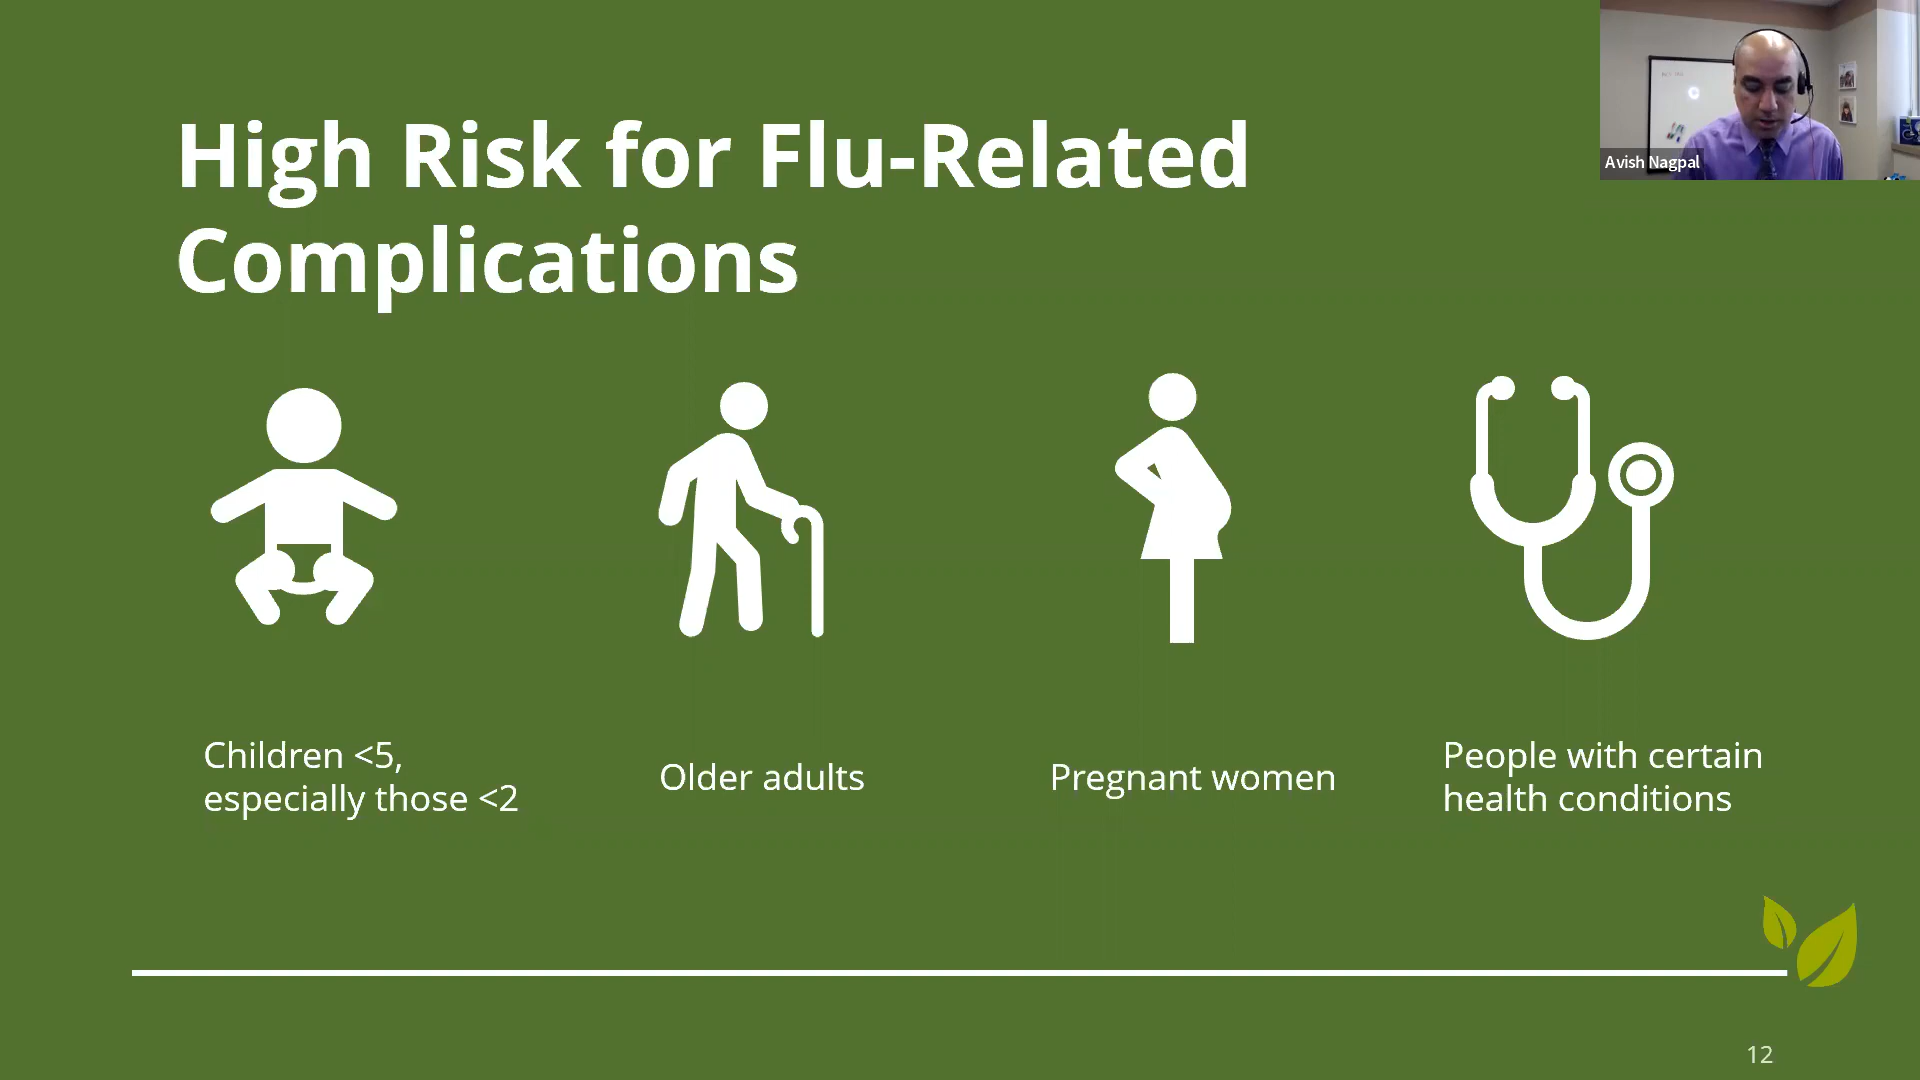 High Risk for Flu-Related
Complications
Avish Nagpal
Children <5,
especially those <2
Older adults
Pregnant women
People with certain
health conditions
12